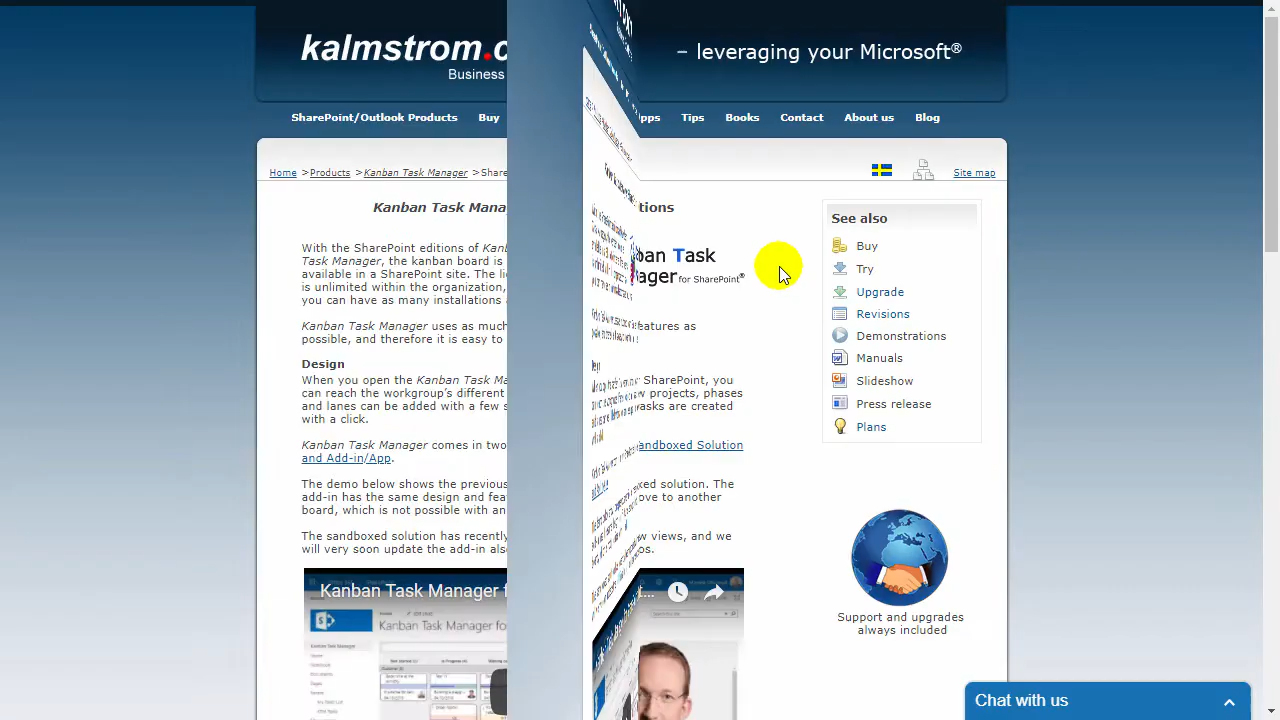 kalmstrom.c
– leveraging your Microsoft®
Business
SharePoint/Outlook Products Buy Tips Books Contact About us Blog
Home >Products >Kanban Task Manager >Share
Site map
Kanban Task Mana tions
With the SharePoint editions of Kan
Task Manager, the kanban board is
available in a SharePoint site. The li
is unlimited within the organization,
you can have as many installations
ban Task
ager for SharePoint®
Kanban Task Manager uses as much eatures as
possible, and therefore it is easy to
Design
When you open the Kanban Task M SharePoint, you
can reach the workgroup's different w projects, phases
and lanes can be added with a few s asks are created
with a click.
Kanban Task Manager comes in two andboxed Solution
and Add-in/App.
The demo below shows the previous ked solution. The
add-in has the same design and fea ove to another
board, which is not possible with an
The sandboxed solution has recently w views, and we
will very soon update the add-in als os.
Kanban Task Manager f t...
Kanban Task Manager fo
See also
Buy
Try
Upgrade
Revisions
Demonstrations
Manuals
Slideshow
Press release
Plans
Support and upgrades
always included
Chat with us